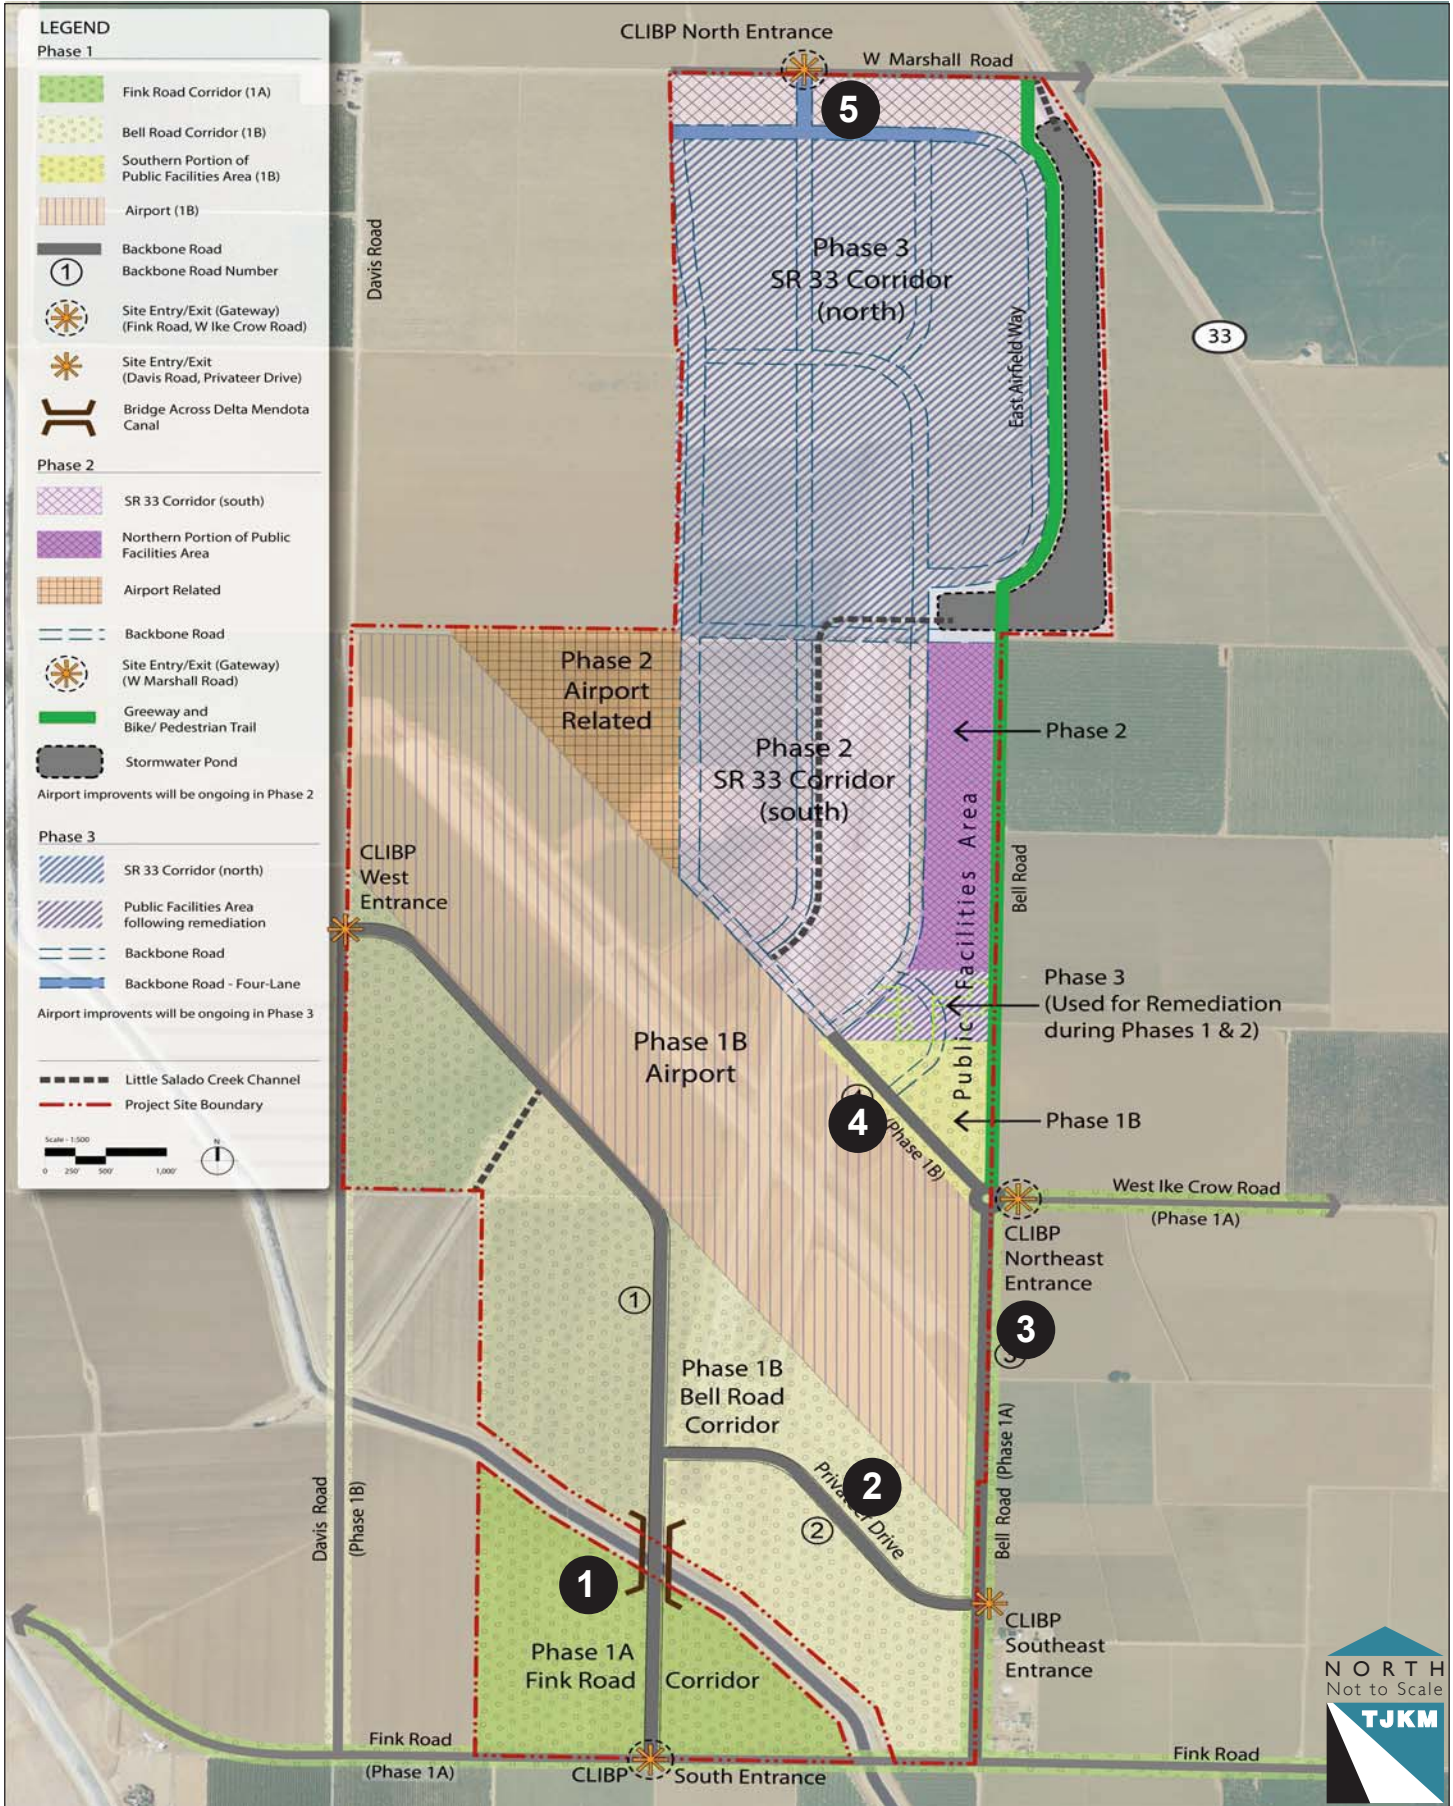 LEGEND
Phase 1
Fink Road Corridor (1A)
Bell Road Corridor (1B)
Southern Portion of
Public Facilities Area (1B)
Airport (1B)
Backbone Road
1
Backbone Road Number
Site Entry/Exit (Gateway)
(Fink Road, W Ike Crow Road)
Site Entry/Exit
(Davis Road, Privateer Drive)
Bridge Across Delta Mendota
Canal
Phase 2
SR 33 Corridor (south)
Northern Portion of Public
Facilities Area
Airport Related
Backbone Road
Site Entry/Exit (Gateway)
(W Marshall Road)
Greeway and
Bike/ Pedestrian Trail
Stormwater Pond
Airport improvents will be ongoing in Phase 2
Phase 3
SR 33 Corridor (north)
Public Facilities Area
following remediation
Backbone Road
Backbone Road - Four-Lane
Airport improvents will be ongoing in Phase 3
Little Salado Creek Channel
Project Site Boundary
Scale - 1:500
0 250' 500' 1,000'
N
CLIBP North Entrance
W Marshall Road
5
Davis Road
Phase 3
SR 33 Corridor
(north)
East Airfield Way
33
Phase 2
Airport
Related
Phase 2
SR 33 Corridor
(south)
Phase 2
Public Facilities Area
Bell Road
CLIBP
West
Entrance
Phase 3
(Used for Remediation
during Phases 1 & 2)
Phase 1B
Airport
Phase 1B
4
(Phase 1B)
West Ike Crow Road
(Phase 1A)
CLIBP
Northeast
Entrance
1
3
3
Phase 1B
Bell Road
Corridor
Bell Road (Phase 1A)
2
Privateer Drive
2
Davis Road
(Phase 1B)
1
Phase 1A
Fink Road Corridor
CLIBP
Southeast
Entrance
Fink Road
(Phase 1A)
CLIBP South Entrance
Fink Road
NORTH
Not to Scale
TJKM